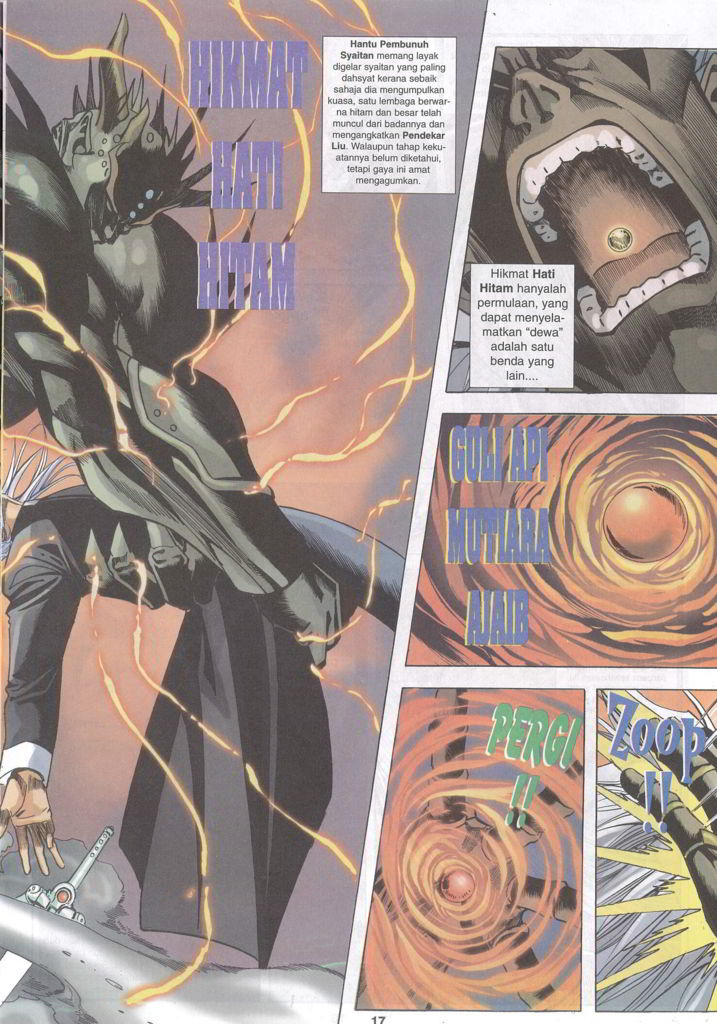 HIKMAT
HATI
HITAM
Hantu Pembunuh
Syaitan memang layak
digelar syaitan yang paling
dahsyat kerana sebaik
sahaja dia mengumpulkan
kuasa, satu lembaga berwar-
na hitam dan besar telah
muncul dari badannya dan
mengangkatkan Pendekar
Liu. Walaupun tahap keku-
atannya belum diketahui,
tetapi gaya ini amat
mengagumkan.
Hikmat Hati
Hitam hanyalah
permulaan, yang
dapat menyela-
matkan "dewa"
adalah satu
benda yang
lain....
GULI API
MUTIARA
AJAIB
PERGI
!!
Zoop
!!
17